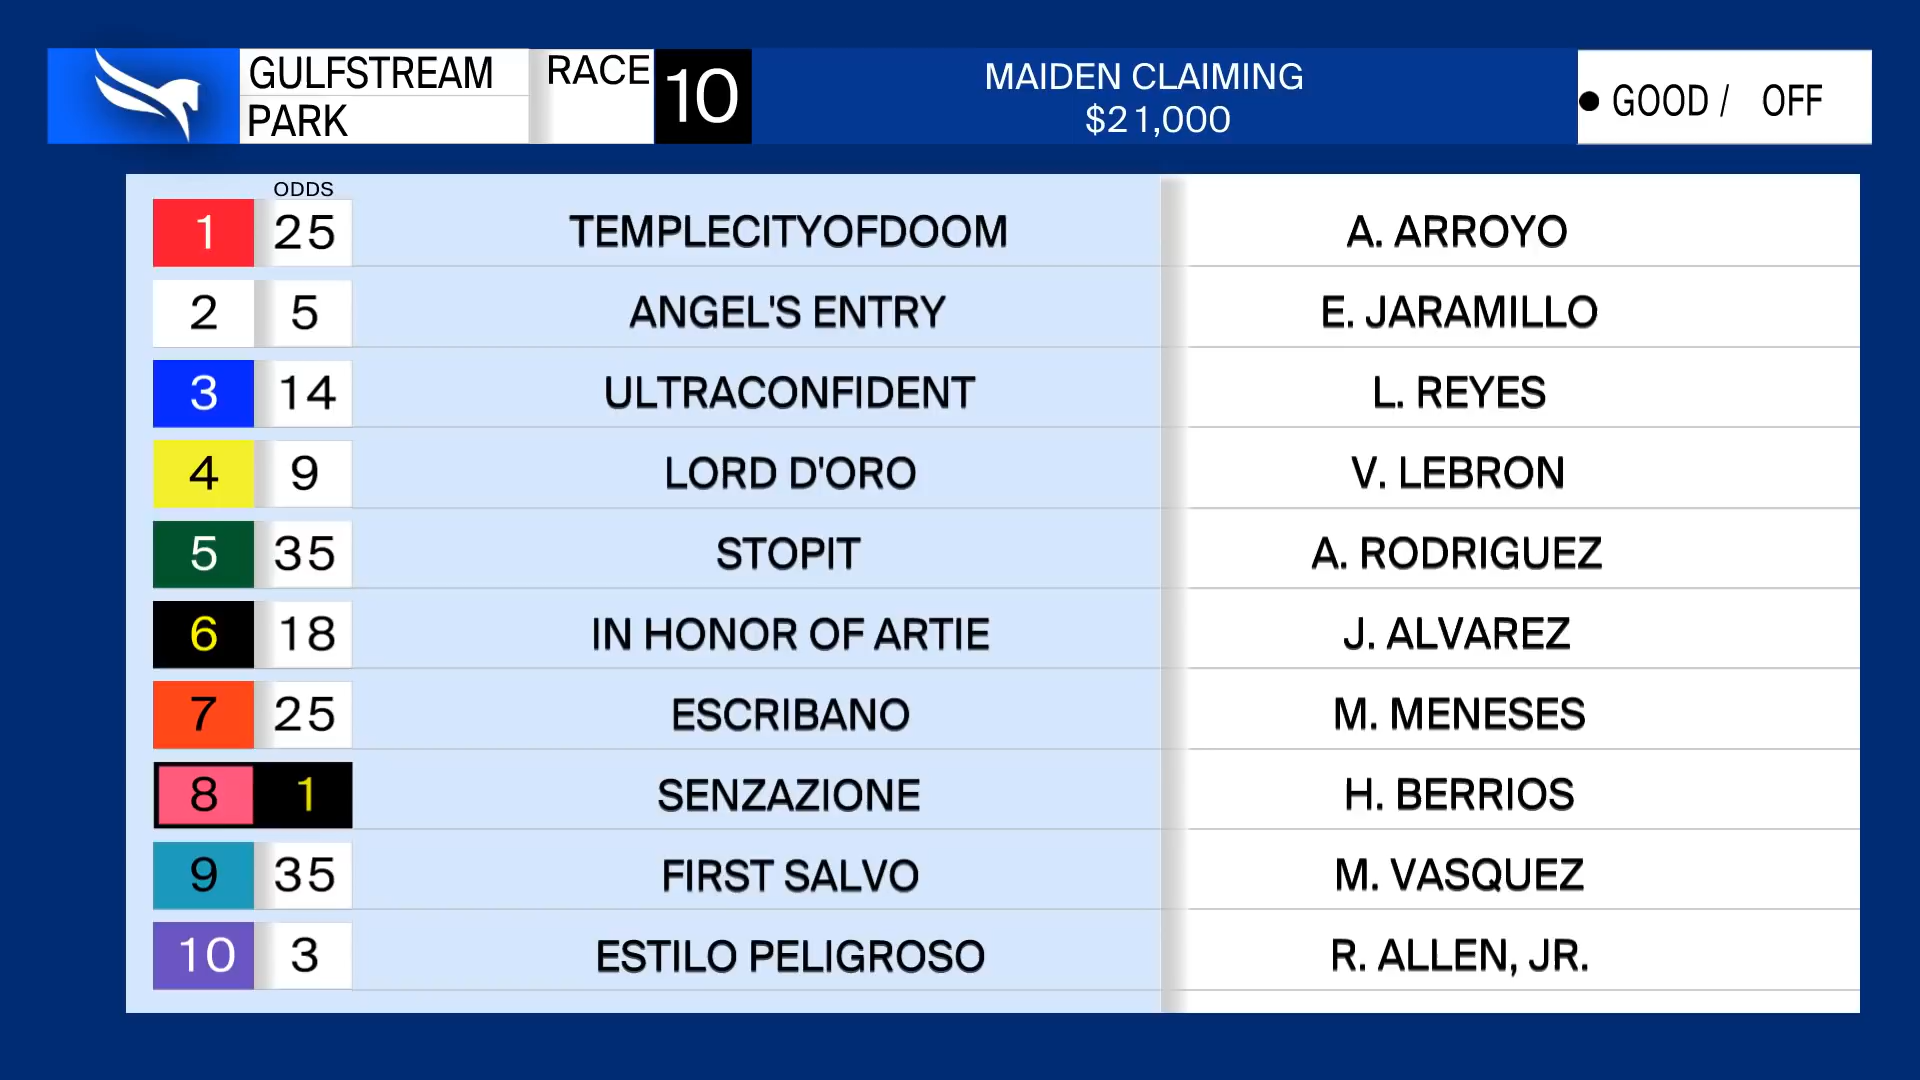 GULFSTREAM
PARK
RACE
10
MAIDEN CLAIMING
$21,000
GOOD / OFF
ODDS
1 25 TEMPLECITYOFDOOM A. ARROYO
2 5 ANGEL'S ENTRY E. JARAMILLO
3 14 ULTRACONFIDENT L. REYES
4 9 LORD D'ORO V. LEBRON
5 35 STOPIT A. RODRIGUEZ
6 18 IN HONOR OF ARTIE J. ALVAREZ
7 25 ESCRIBANO M. MENESES
8 1 SENZAZIONE H. BERRIOS
9 35 FIRST SALVO M. VASQUEZ
10 3 ESTILO PELIGROSO R. ALLEN, JR.